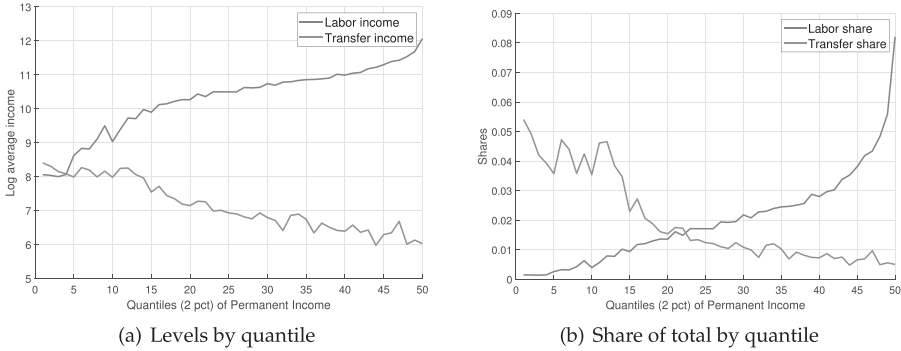 13
12
11
10
9
8
7
6
5
Log average income
Labor income
Transfer income
0 5 10 15 20 25 30 35 40 45 50
Quantiles (2 pct) of Permanent Income
(a) Levels by quantile
0.09
0.08
0.07
0.06
0.05
0.04
0.03
0.02
0.01
0
Shares
Labor share
Transfer share
0 5 10 15 20 25 30 35 40 45 50
Quantiles (2 pct) of Permanent Income
(b) Share of total by quantile